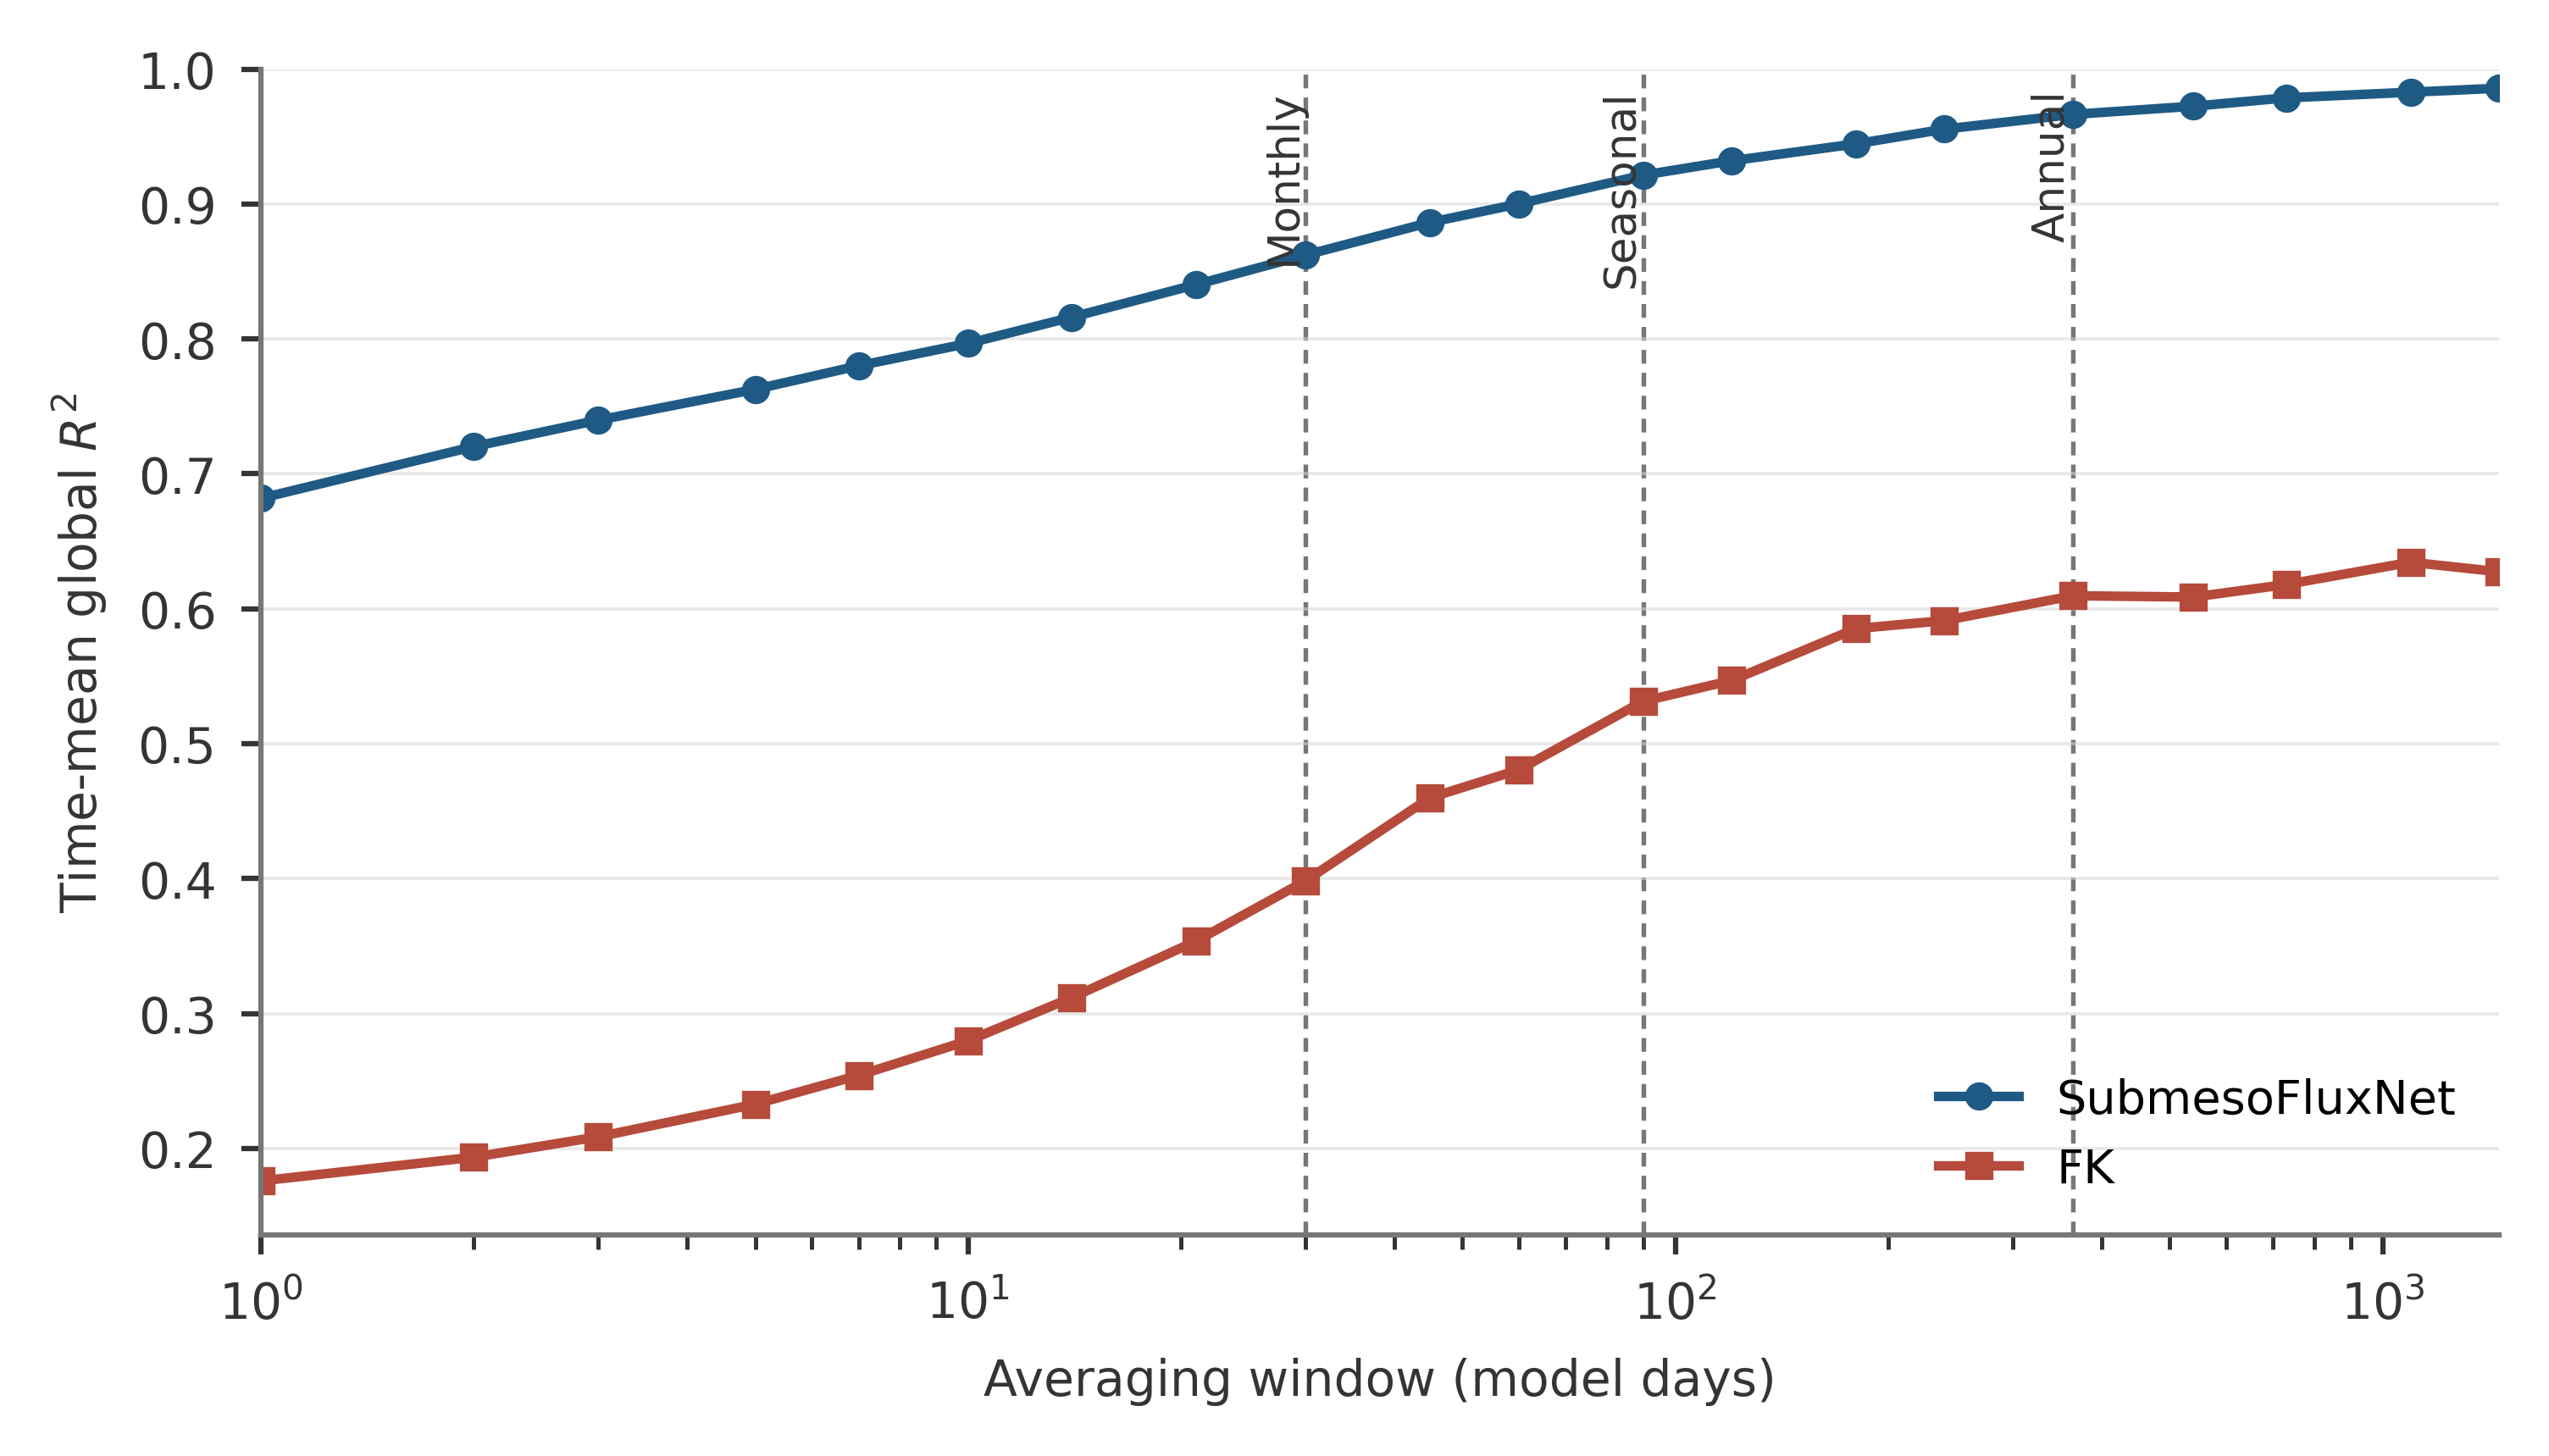 1.0
0.9
0.8
0.7
0.6
0.5
0.4
0.3
0.2
Time-mean global R²
Monthly
Seasonal
Annual
SubmesoFluxNet
FK
10⁰
10¹
10²
10³
Averaging window (model days)